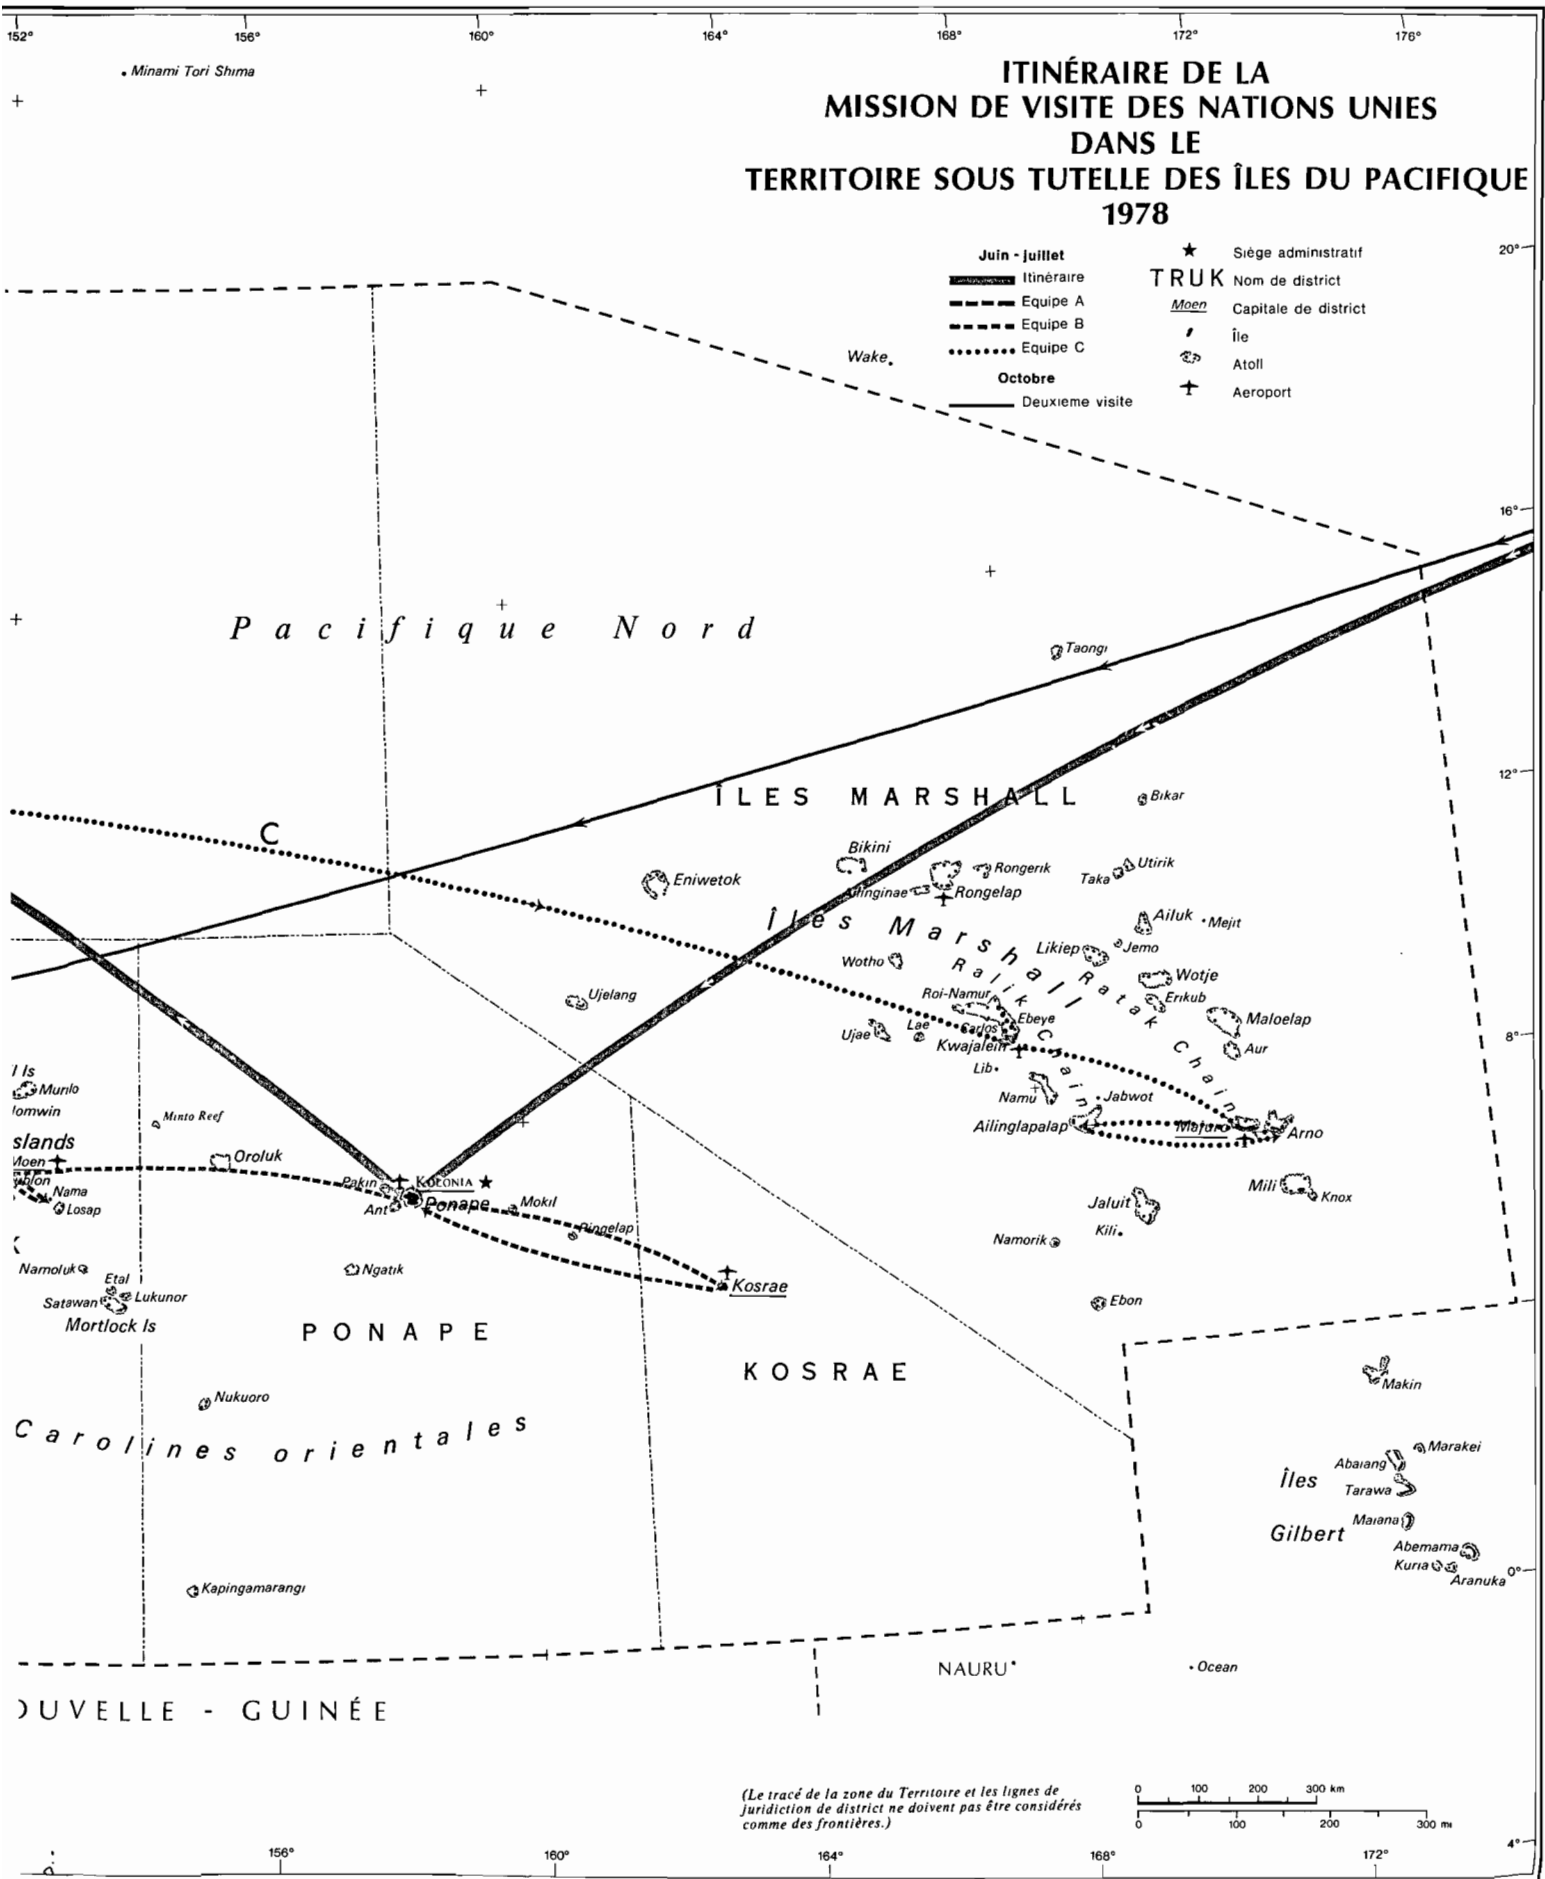 152°
156°
160°
164°
168°
172°
176°
Minami Tori Shima
ITINÉRAIRE DE LA
MISSION DE VISITE DES NATIONS UNIES
DANS LE
TERRITOIRE SOUS TUTELLE DES ÎLES DU PACIFIQUE
1978
Juin - juillet
Itinéraire
Equipe A
Equipe B
Equipe C
Octobre
Deuxieme visite
Siège administratif
TRUK Nom de district
Moen Capitale de district
Île
Atoll
Aeroport
20°
Wake
16°
Pacifique Nord
Taongi
12°
ÎLES MARSHALL
Bikar
C
Bikini
Eniwetok
Rongerik
Utirik
Taka
Ailinginae
Rongelap
Îles Marshall
Ailuk
Mejit
Likiep
Jemo
Wotho
Ralik Chain
Ratak Chain
Wotje
Ujelang
Roi-Namur
Erikub
Ebeye
Maloelap
Ujae
Lae
Carlos
Kwajalein
8°
Aur
Lib
Murilo
Namu
Jabwot
Minto Reef
Ailinglapalap
Majuro
Arno
slands
Moen
Oroluk
Nama
Losap
Pakin
KOLONIA
Ant
Ponape
Mokil
Pingelap
Mili
Knox
Jaluit
Kili
Namorik
Namoluk
Ngatik
Etal
Kosrae
Satawan
Lukunor
Mortlock Is
Ebon
PONAPE
KOSRAE
Makin
Nukuoro
Carolines orientales
Marakei
Abaiang
Îles
Tarawa
Gilbert
Maiana
Abemama
Kuria
Aranuka
0°
Kapingamarangi
NAURU
Ocean
OUVELLE - GUINÉE
(Le tracé de la zone du Territoire et les lignes de
juridiction de district ne doivent pas être considérés
comme des frontières.)
0 100 200 300 km
0 100 200 300 mi
4°
156°
160°
164°
168°
172°